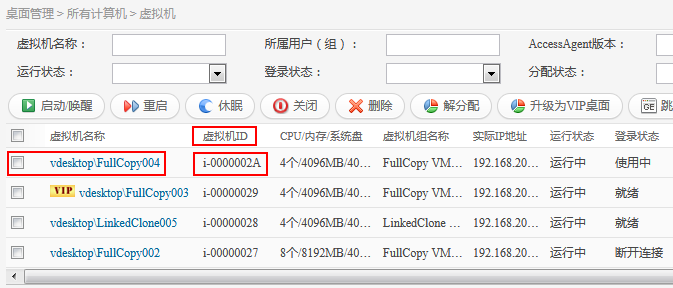 桌面管理 > 所有计算机 > 虚拟机
虚拟机名称： 所属用户（组）： AccessAgent版本：
运行状态： 登录状态： 分配状态：
启动/唤醒 重启 休眠 关闭 删除 解分配 升级为VIP桌面 GE 跳
虚拟机名称 虚拟机ID CPU/内存/系统盘 虚拟机组名称 实际IP地址 运行状态 登录状态
vdesktop\FullCopy004 i-0000002A 4个/4096MB/40... FullCopy VM... 192.168.20... 运行中 使用中
VIP vdesktop\FullCopy003 i-00000029 4个/4096MB/40... FullCopy VM... 192.168.20... 运行中 就绪
vdesktop\LinkedClone005 i-00000028 4个/4096MB/40... LinkedClone ... 192.168.20... 运行中 就绪
vdesktop\FullCopy002 i-00000027 8个/8192MB/40... FullCopy VM... 192.168.20... 运行中 断开连接